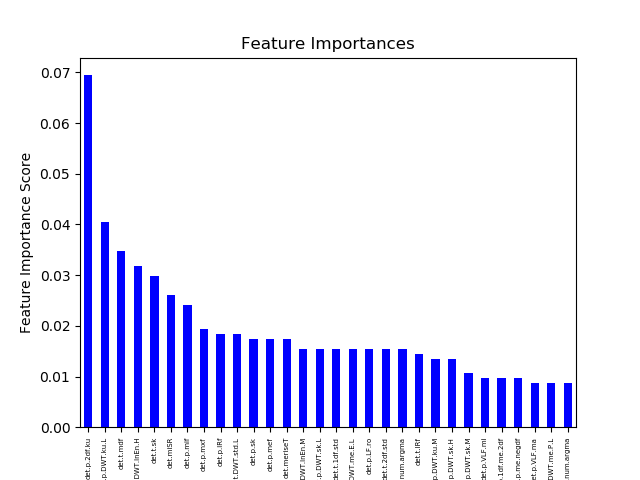 Feature Importances
Feature Importance Score
0.07
0.06
0.05
0.04
0.03
0.02
0.01
0.00
det.p.2df.ku
.p.DWT.ku.L
det.t.mdf
DWT.InEn.H
det.t.sk
det.mISR
det.p.mif
det.p.mxf
det.p.IRf
t.DWT.std.L
det.p.sk
det.p.mef
det.meriseT
DWT.InEn.M
.p.DWT.sk.L
det.t.1df.std
DWT.me.E.L
det.p.LF.ro
det.t.2df.std
num.argma
det.t.IRf
p.DWT.ku.M
p.DWT.sk.H
p.DWT.sk.M
det.p.VLF.mi
.1df.me.2df
.p.me.negdf
et.p.VLF.ma
DWT.me.P.L
.num.argma